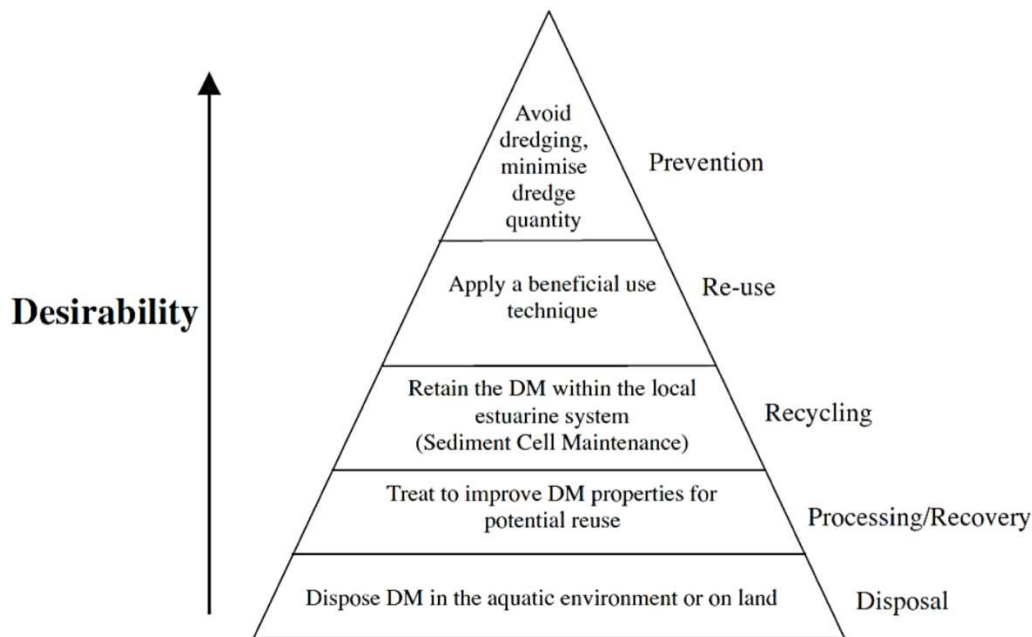 Avoid
dredging,
minimise
dredge
quantity
Prevention
Apply a beneficial use
technique
Re-use
Desirability
Retain the DM within the local
estuarine system
(Sediment Cell Maintenance)
Recycling
Treat to improve DM properties for
potential reuse
Processing/Recovery
Dispose DM in the aquatic environment or on land
Disposal